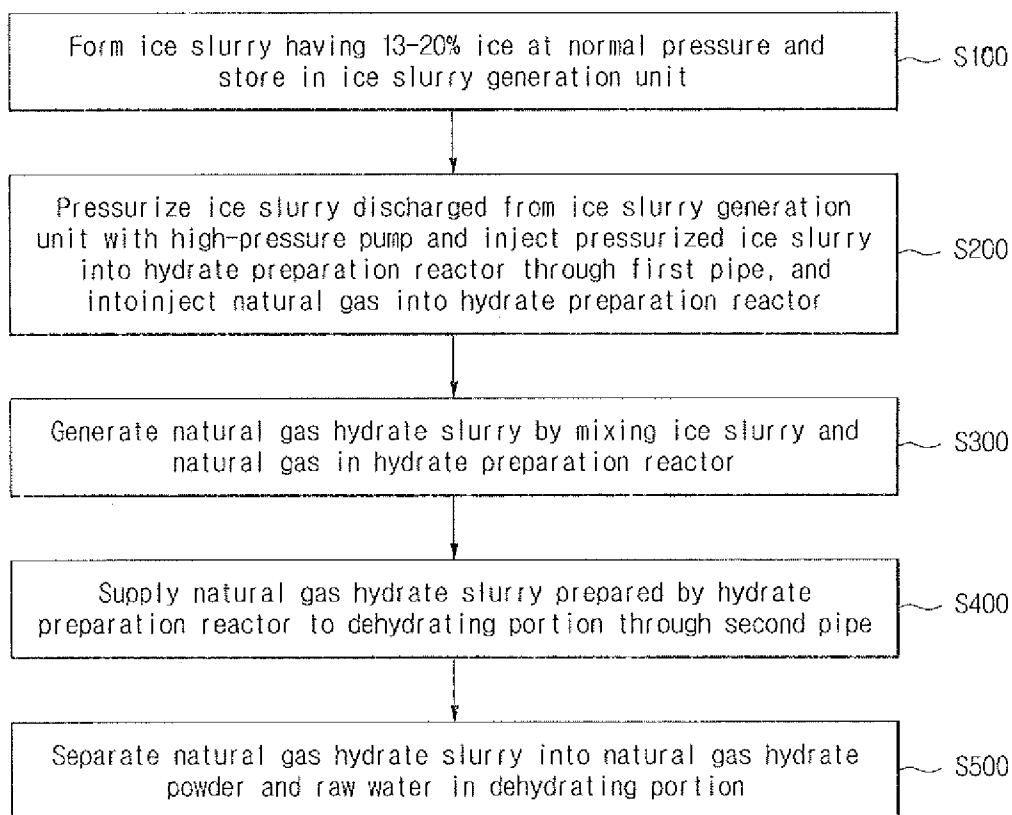 Form ice slurry having 13-20% ice at normal pressure and
store in ice slurry generation unit
S100
Pressurize ice slurry discharged from ice slurry generation
unit with high-pressure pump and inject pressurized ice slurry
into hydrate preparation reactor through first pipe, and
intoinject natural gas into hydrate preparation reactor
S200
Generate natural gas hydrate slurry by mixing ice slurry and
natural gas in hydrate preparation reactor
S300
Supply natural gas hydrate slurry prepared by hydrate
preparation reactor to dehydrating portion through second pipe
S400
Separate natural gas hydrate slurry into natural gas hydrate
powder and raw water in dehydrating portion
S500